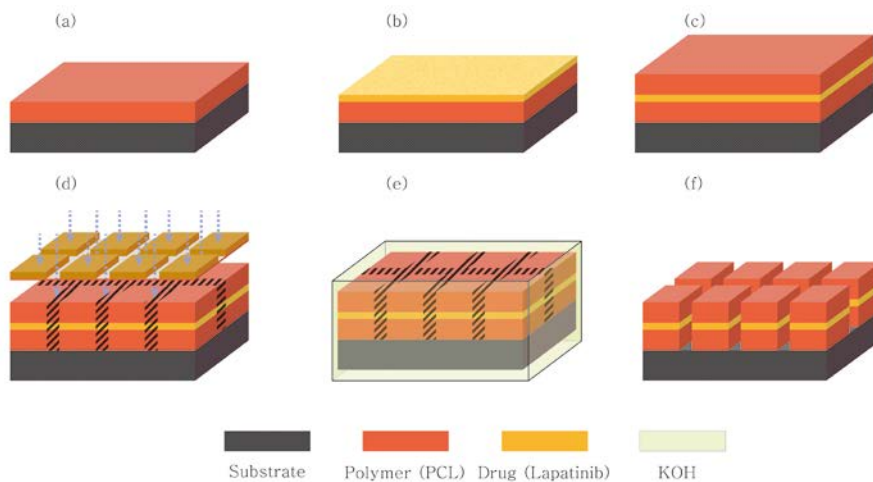 (a)
(b)
(c)
(d)
(e)
(f)
Substrate
Polymer (PCL)
Drug (Lapatinib)
KOH